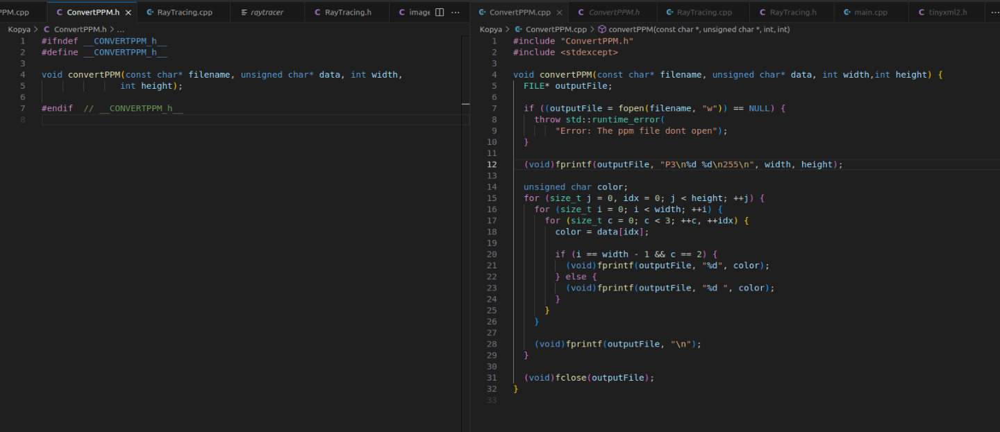 PPM.cpp ConvertPPM.h RayTracing.cpp raytracer RayTracing.h image
Kopya > ConvertPPM.h > ...
1 #ifndef __CONVERTPPM_h__
2 #define __CONVERTPPM_h__
3
4 void convertPPM(const char* filename, unsigned char* data, int width,
5 int height);
6
7 #endif // __CONVERTPPM_h__
8
ConvertPPM.cpp ConvertPPM.h RayTracing.cpp RayTracing.h main.cpp tinyxml2.h
Kopya > ConvertPPM.cpp > convertPPM(const char *, unsigned char *, int, int)
1 #include "ConvertPPM.h"
2 #include <stdexcept>
3
4 void convertPPM(const char* filename, unsigned char* data, int width,int height) {
5 FILE* outputFile;
6
7 if ((outputFile = fopen(filename, "w")) == NULL) {
8 throw std::runtime_error(
9 "Error: The ppm file dont open");
10 }
11
12 (void)fprintf(outputFile, "P3\n%d %d\n255\n", width, height);
13
14 unsigned char color;
15 for (size_t j = 0, idx = 0; j < height; ++j) {
16 for (size_t i = 0; i < width; ++i) {
17 for (size_t c = 0; c < 3; ++c, ++idx) {
18 color = data[idx];
19
20 if (i == width - 1 && c == 2) {
21 (void)fprintf(outputFile, "%d", color);
22 } else {
23 (void)fprintf(outputFile, "%d ", color);
24 }
25 }
26 }
27
28 (void)fprintf(outputFile, "\n");
29 }
30
31 (void)fclose(outputFile);
32 }
33